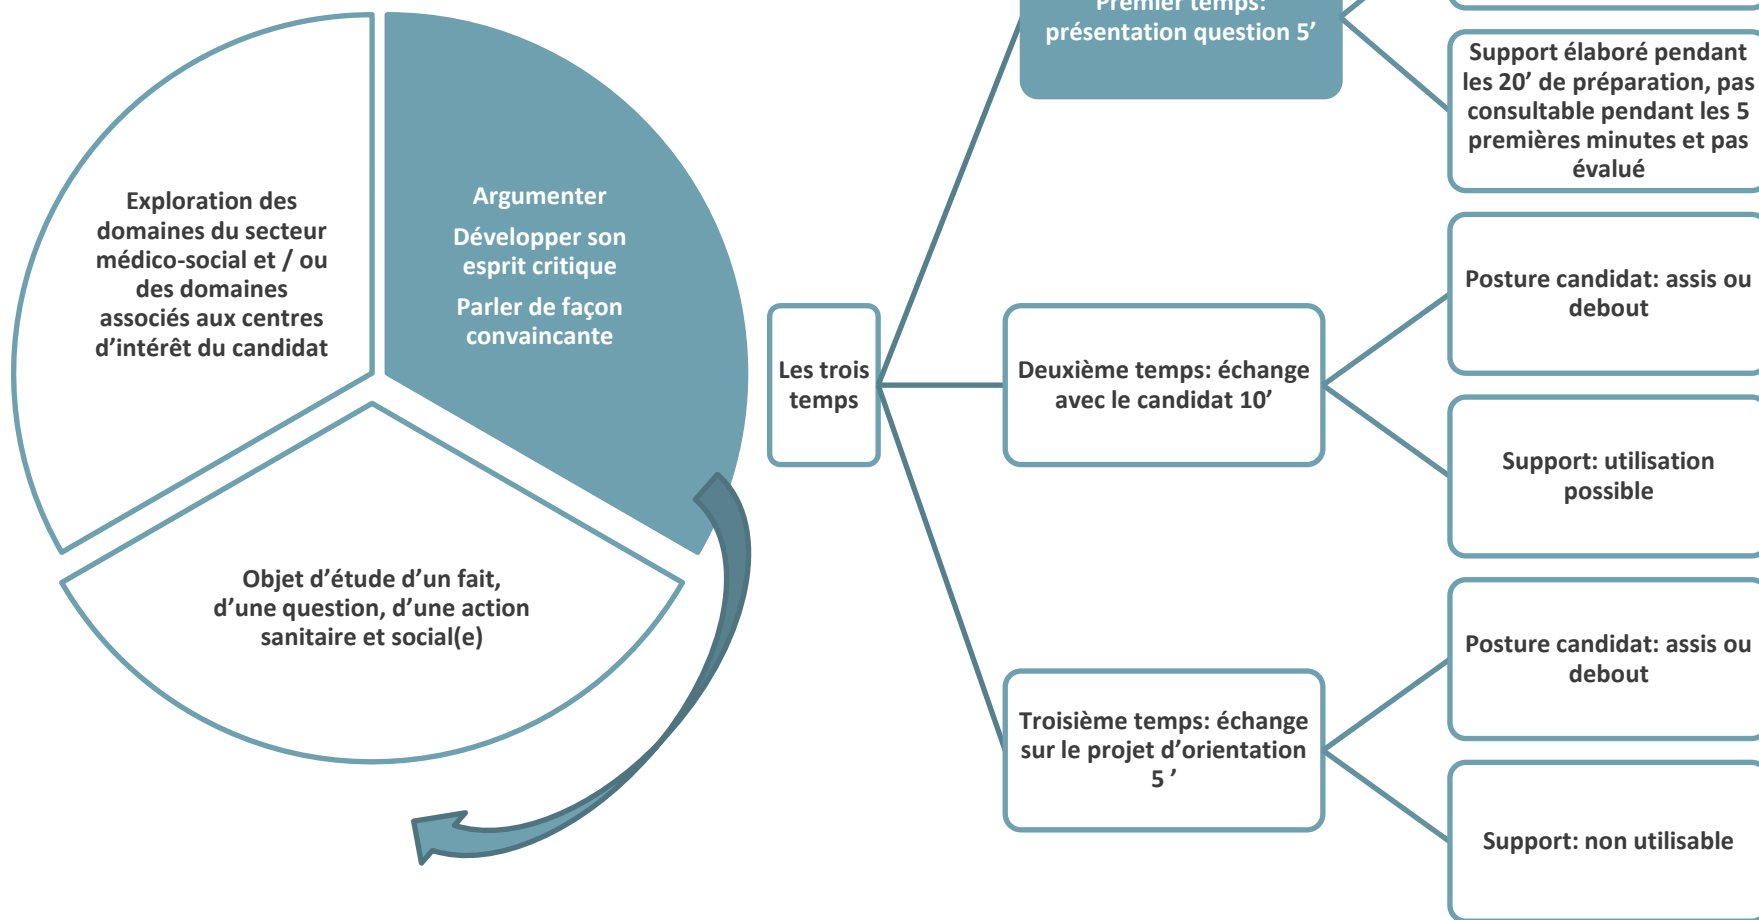 Exploration des
domaines du secteur
médico-social et / ou
des domaines
associés aux centres
d’intérêt du candidat
Argumenter
Développer son
esprit critique
Parler de façon
convaincante
Objet d’étude d’un fait,
d’une question, d’une action
sanitaire et social(e)
Les trois
temps
Premier temps:
présentation question 5’
Support élaboré pendant
les 20’ de préparation, pas
consultable pendant les 5
premières minutes et pas
évalué
Deuxième temps: échange
avec le candidat 10’
Posture candidat: assis ou
debout
Support: utilisation
possible
Troisième temps: échange
sur le projet d’orientation
5 ’
Posture candidat: assis ou
debout
Support: non utilisable